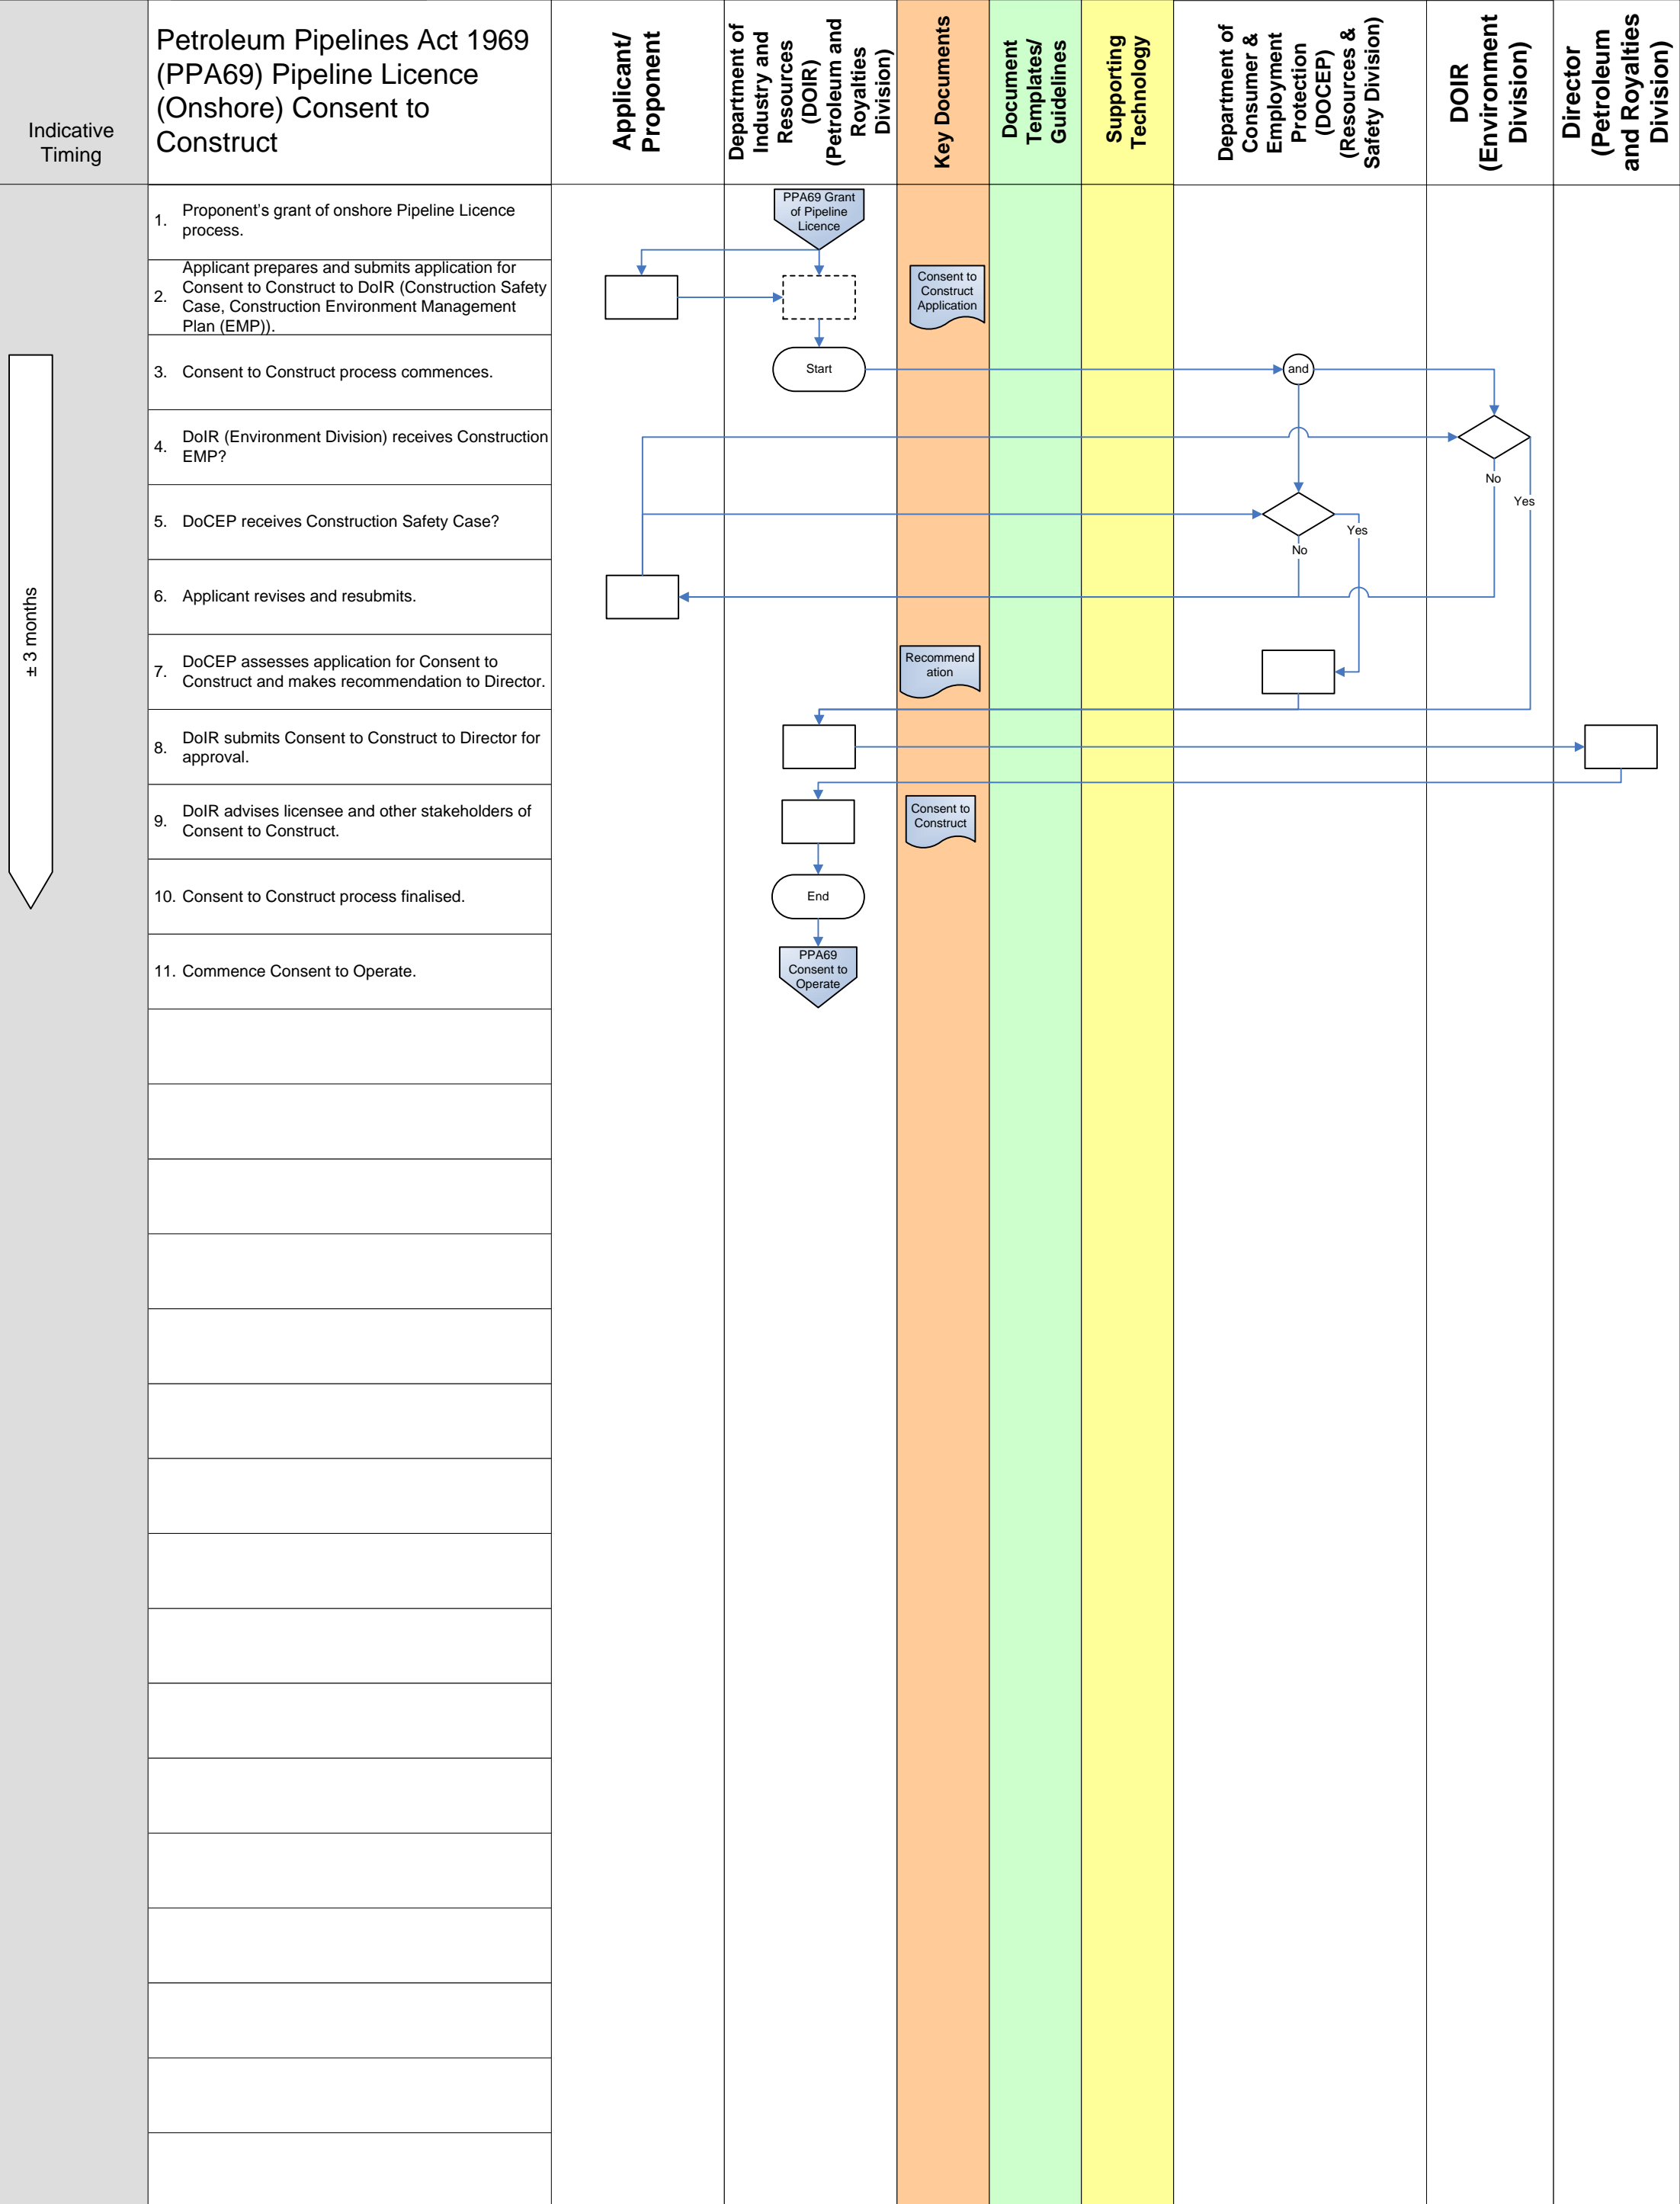 Indicative
Timing
Petroleum Pipelines Act 1969
(PPA69) Pipeline Licence
(Onshore) Consent to
Construct
Applicant/
Proponent
Department of
Industry and
Resources
(DOIR)
(Petroleum and
Royalties
Division)
Key Documents
Document
Templates/
Guidelines
Supporting
Technology
Department of
Consumer &
Employment
Protection
(DOCEP)
(Resources &
Safety Division)
DOIR
(Environment
Division)
Director
(Petroleum
and Royalties
Division)
1. Proponent's grant of onshore Pipeline Licence
process.
PPA69 Grant
of Pipeline
Licence
2. Applicant prepares and submits application for
Consent to Construct to DoIR (Construction Safety
Case, Construction Environment Management
Plan (EMP)).
Consent to
Construct
Application
3. Consent to Construct process commences.
Start
and
4. DoIR (Environment Division) receives Construction
EMP?
No
Yes
5. DoCEP receives Construction Safety Case?
Yes
No
6. Applicant revises and resubmits.
± 3 months
7. DoCEP assesses application for Consent to
Construct and makes recommendation to Director.
Recommend
ation
8. DoIR submits Consent to Construct to Director for
approval.
9. DoIR advises licensee and other stakeholders of
Consent to Construct.
Consent to
Construct
10. Consent to Construct process finalised.
End
11. Commence Consent to Operate.
PPA69
Consent to
Operate